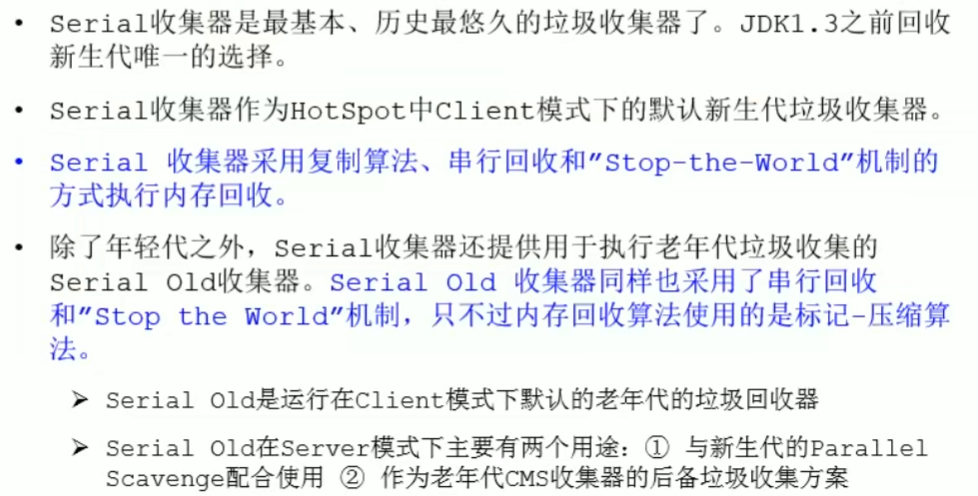 • Serial收集器是最基本、历史最悠久的垃圾收集器了。JDK1.3之前回收
新生代唯一的选择。
• Serial收集器作为HotSpot中Client模式下的默认新生代垃圾收集器。
• Serial 收集器采用复制算法、串行回收和"Stop-the-World"机制的
方式执行内存回收。
• 除了年轻代之外，Serial收集器还提供用于执行老年代垃圾收集的
Serial Old收集器。Serial Old 收集器同样也采用了串行回收
和"Stop the World"机制，只不过内存回收算法使用的是标记-压缩算
法。
➢ Serial Old是运行在Client模式下默认的老年代的垃圾回收器
➢ Serial Old在Server模式下主要有两个用途：① 与新生代的Parallel
Scavenge配合使用 ② 作为老年代CMS收集器的后备垃圾收集方案